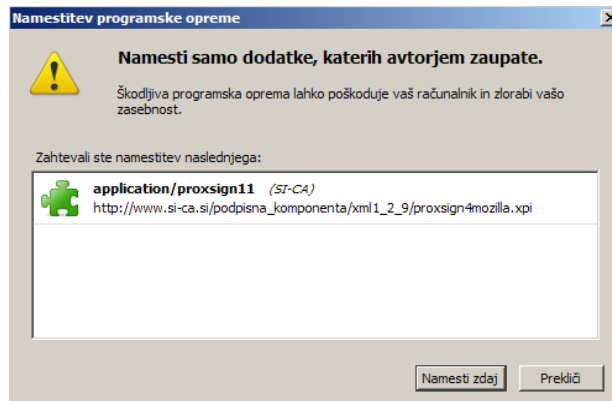 Namestitev programske opreme
Namesti samo dodatke, katerih avtorjem zaupate.
Škodljiva programska oprema lahko poškoduje vaš računalnik in zlorabi vašo
zasebnost.
Zahtevali ste namestitev naslednjega:
application/proxsign11 (SI-CA)
http://www.si-ca.si/podpisna_komponenta/xml1_2_9/proxsign4mozilla.xpi
Namesti zdaj
Prekliči